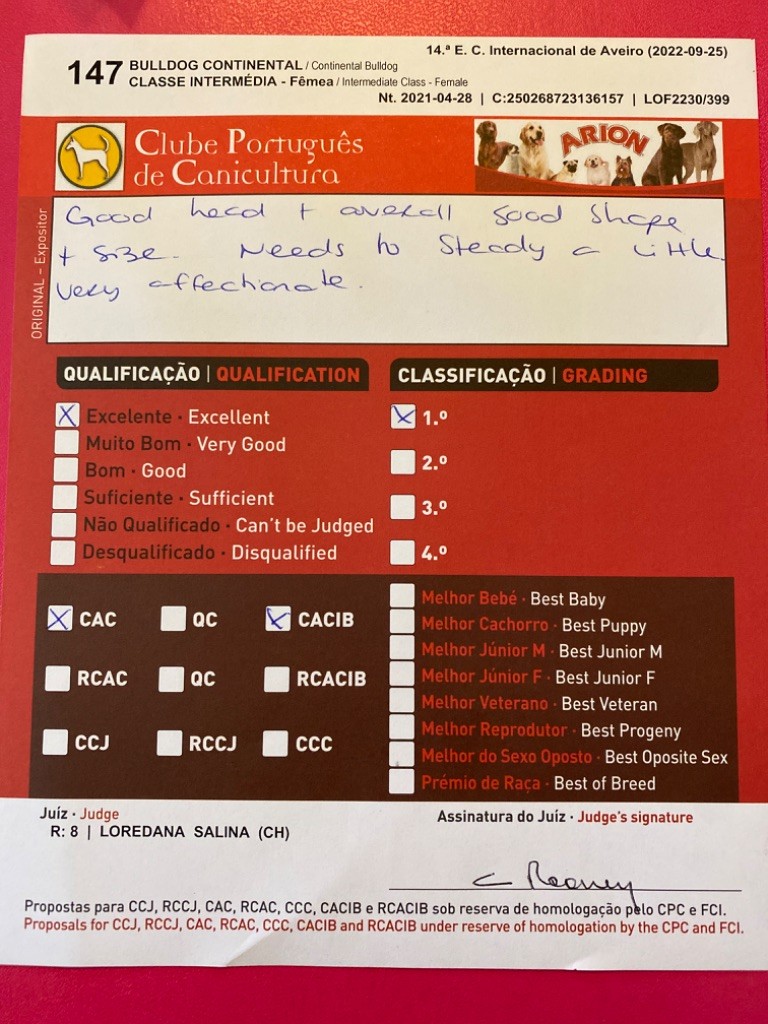 14.ª E. C. Internacional de Aveiro (2022-09-25)
147 BULLDOG CONTINENTAL / Continental Bulldog
CLASSE INTERMÉDIA - Fêmea / Intermediate Class - Female
Nt. 2021-04-28 | C:250268723136157 | LOF2230/399
Clube Português
de Canicultura
ARION
ORIGINAL – Expositor
Good head + overall good shape
+ size. Needs to steady a little
very affectionate.
QUALIFICAÇÃO | QUALIFICATION
CLASSIFICAÇÃO | GRADING
X Excelente · Excellent
Muito Bom · Very Good
Bom · Good
Suficiente · Sufficient
Não Qualificado · Can't be Judged
Desqualificado · Disqualified
X 1.º
2.º
3.º
4.º
X CAC QC X CACIB
RCAC QC RCACIB
CCJ RCCJ CCC
Melhor Bebé · Best Baby
Melhor Cachorro · Best Puppy
Melhor Júnior M · Best Junior M
Melhor Júnior F · Best Junior F
Melhor Veterano · Best Veteran
Melhor Reprodutor · Best Progeny
Melhor do Sexo Oposto · Best Oposite Sex
Prémio de Raça · Best of Breed
Juíz · Judge
R: 8 | LOREDANA SALINA (CH)
Assinatura do Juíz · Judge's signature
C Rooney
Propostas para CCJ, RCCJ, CAC, RCAC, CCC, CACIB e RCACIB sob reserva de homologação pelo CPC e FCI.
Proposals for CCJ, RCCJ, CAC, RCAC, CCC, CACIB and RCACIB under reserve of homologation by the CPC and FCI.